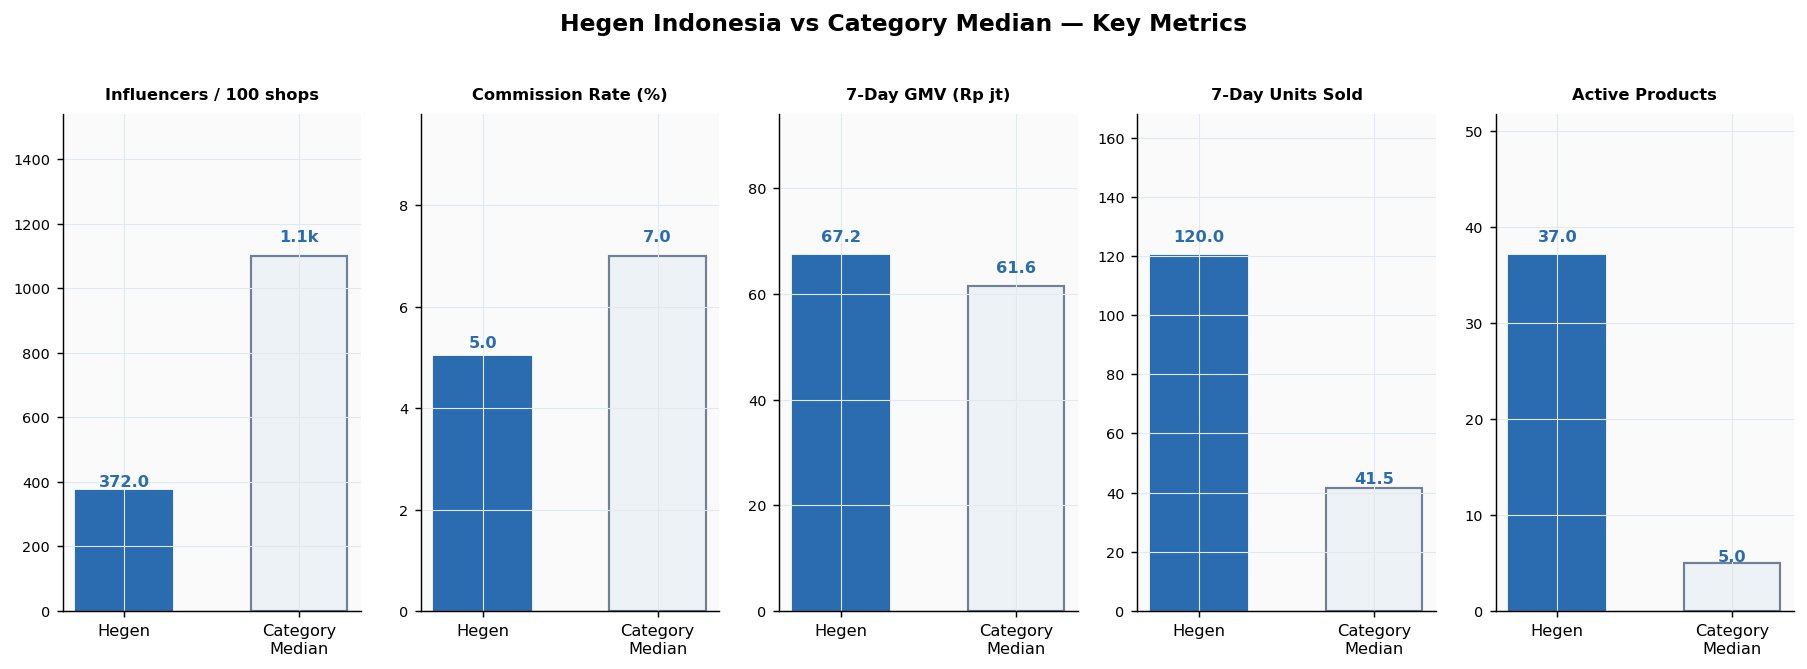 Hegen Indonesia vs Category Median — Key Metrics
Influencers / 100 shops
1400
1200
1000
800
600
400
200
0
372.0
1.1k
Hegen
Category
Median
Commission Rate (%)
8
6
4
2
0
5.0
7.0
Hegen
Category
Median
7-Day GMV (Rp jt)
80
60
40
20
0
67.2
61.6
Hegen
Category
Median
7-Day Units Sold
160
140
120
100
80
60
40
20
0
120.0
41.5
Hegen
Category
Median
Active Products
50
40
30
20
10
0
37.0
5.0
Hegen
Category
Median